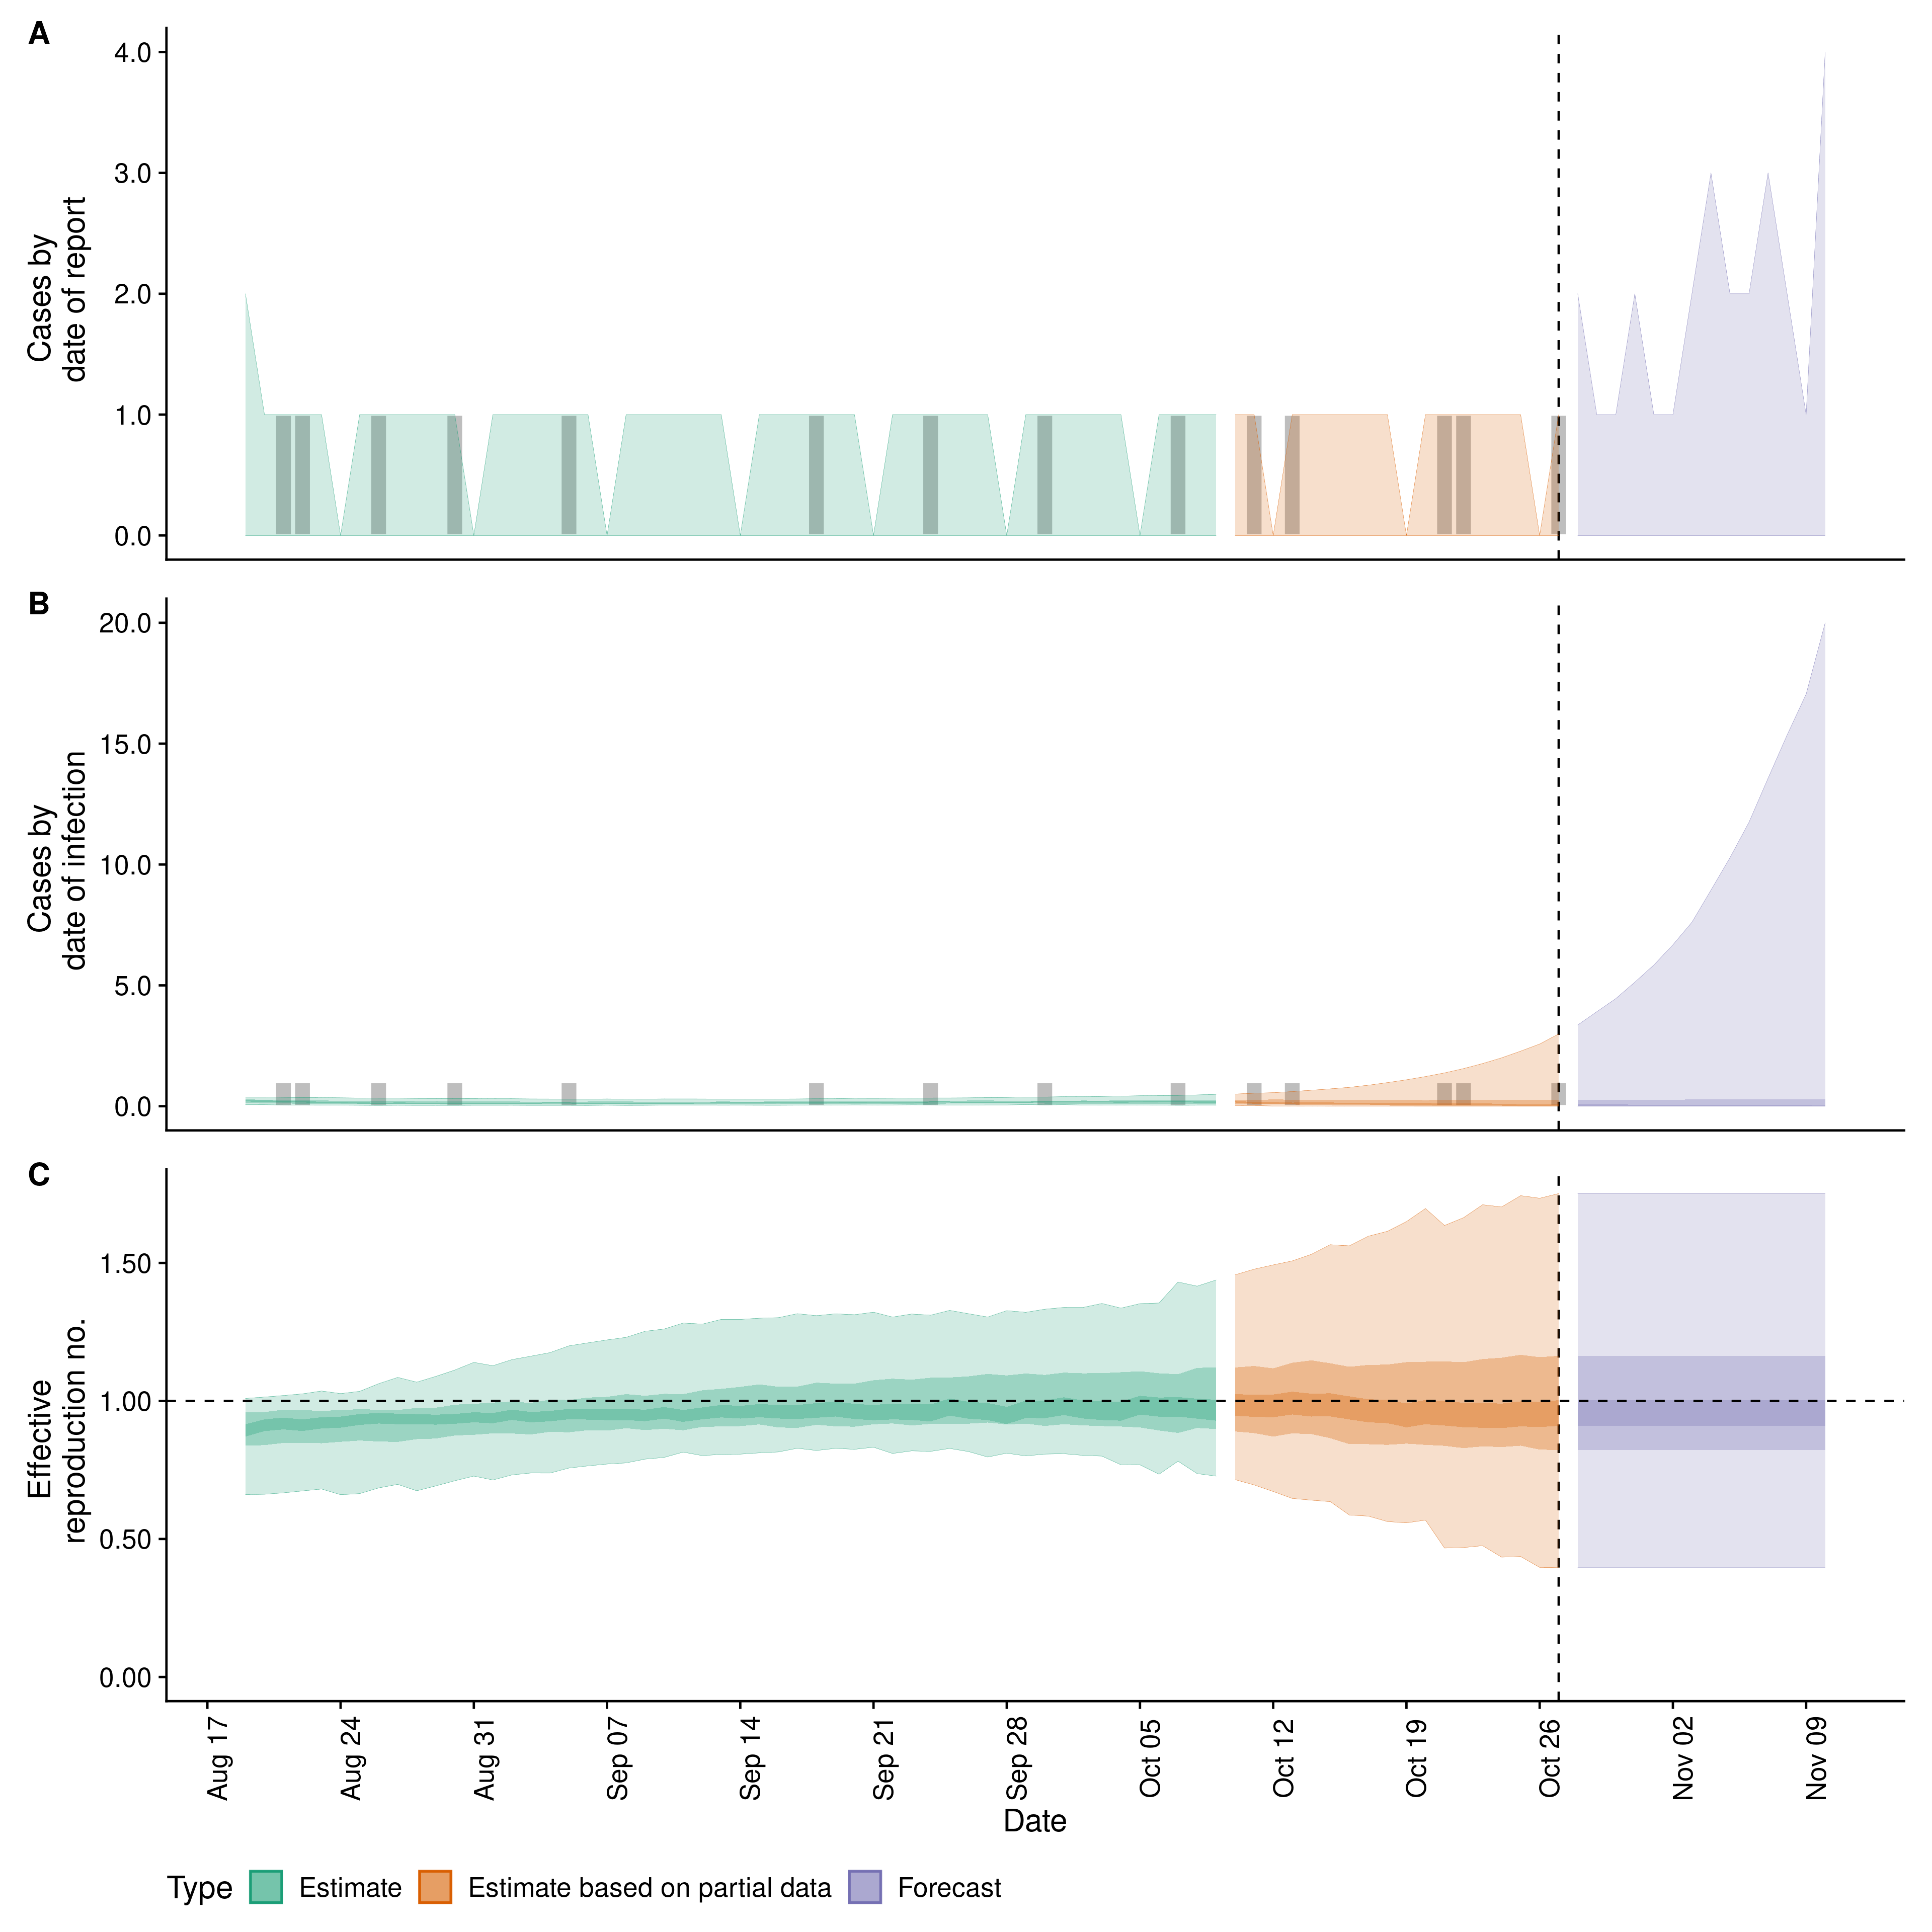 A
4.0
3.0
2.0
1.0
0.0
Cases by
date of report
B
20.0
15.0
10.0
5.0
0.0
Cases by
date of infection
C
1.50
1.00
0.50
0.00
Effective
reproduction no.
Aug 17
Aug 24
Aug 31
Sep 07
Sep 14
Sep 21
Sep 28
Oct 05
Oct 12
Oct 19
Oct 26
Nov 02
Nov 09
Date
Type
Estimate
Estimate based on partial data
Forecast